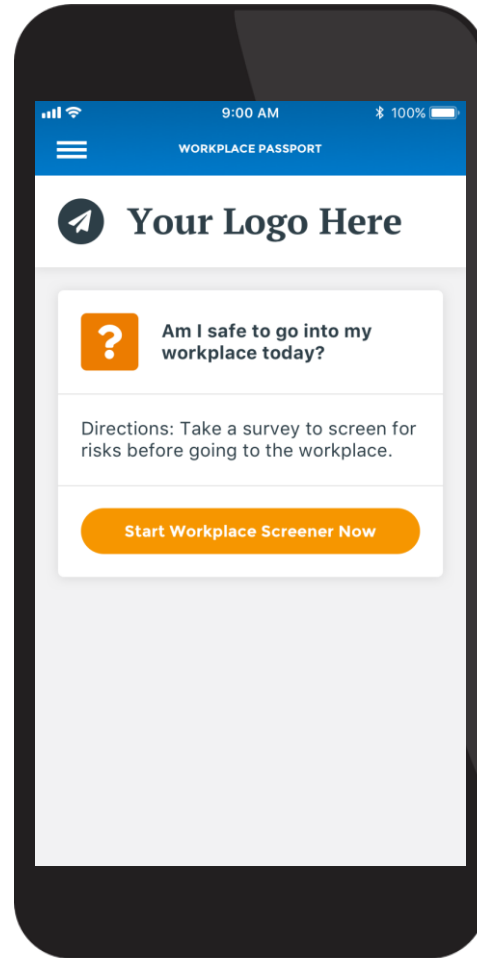 9:00 AM 100%
WORKPLACE PASSPORT
Your Logo Here
?
Am I safe to go into my
workplace today?
Directions: Take a survey to screen for
risks before going to the workplace.
Start Workplace Screener Now